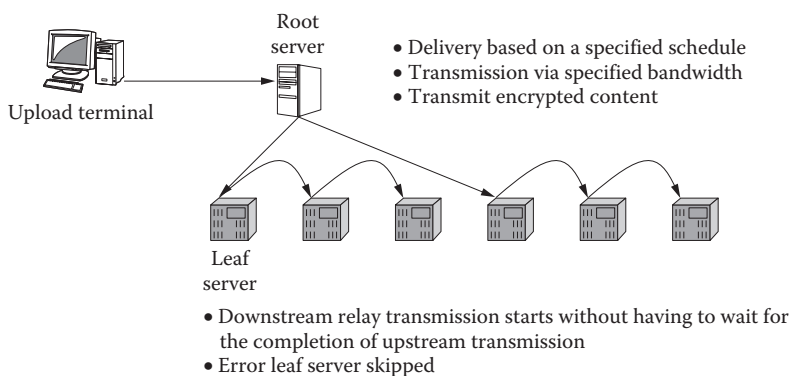 Root
server
• Delivery based on a specified schedule
• Transmission via specified bandwidth
• Transmit encrypted content
Upload terminal
Leaf
server
• Downstream relay transmission starts without having to wait for
the completion of upstream transmission
• Error leaf server skipped